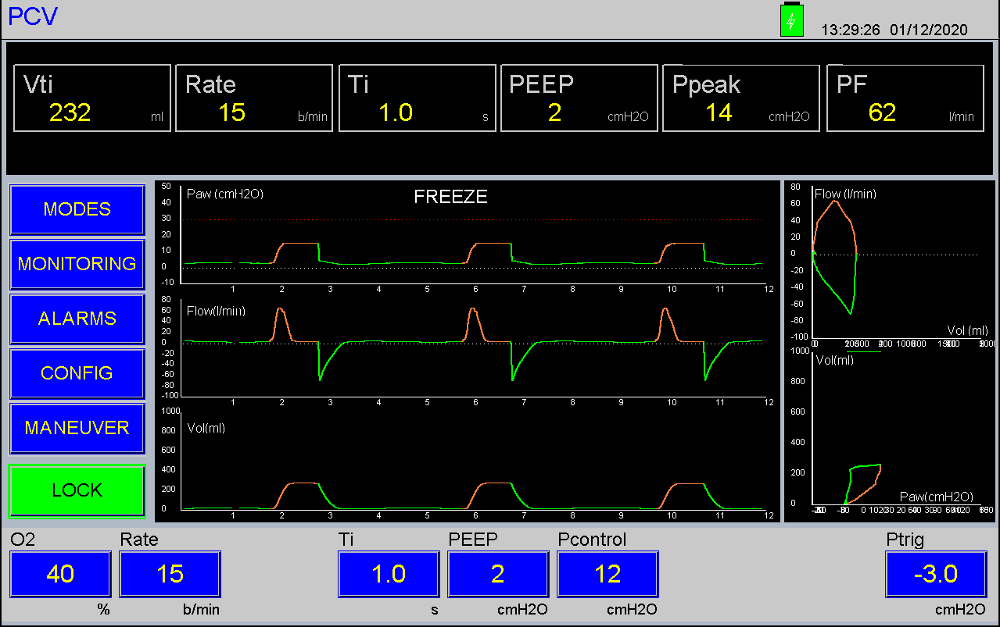 PCV
13:29:26 01/12/2020
Vti
232 ml
Rate
15 b/min
Ti
1.0 s
PEEP
2 cmH2O
Ppeak
14 cmH2O
PF
62 l/min
MODES
MONITORING
ALARMS
CONFIG
MANEUVER
LOCK
FREEZE
Paw (cmH2O)
50
40
30
20
10
0
-10
1 2 3 4 5 6 7 8 9 10 11 12
Flow(l/min)
80
60
40
20
0
-20
-40
-60
-80
-100
1 2 3 4 5 6 7 8 9 10 11 12
Vol(ml)
1000
800
600
400
200
0
1 2 3 4 5 6 7 8 9 10 11 12
Flow (l/min)
80
60
40
20
0
-20
-40
-60
-80
-100
Vol (ml)
Vol(ml)
1000
800
600
400
200
0
Paw(cmH2O)
O2
40
%
Rate
15
b/min
Ti
1.0
s
PEEP
2
cmH2O
Pcontrol
12
cmH2O
Ptrig
-3.0
cmH2O